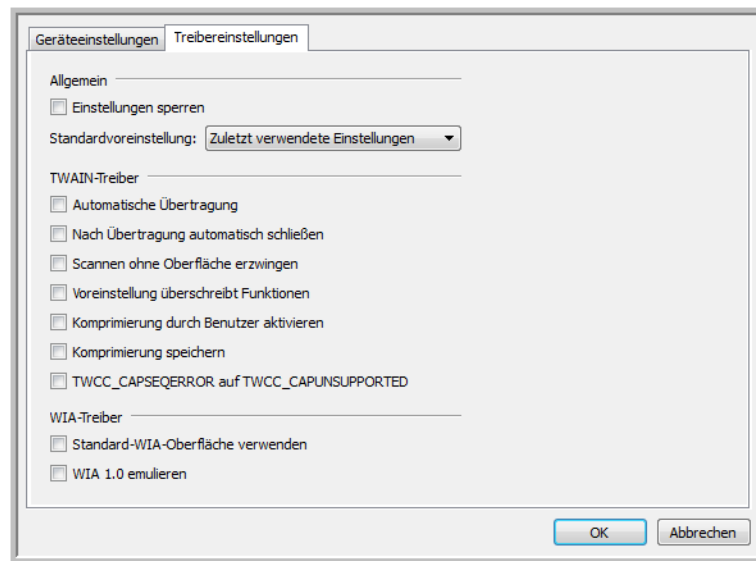 Geräteeinstellungen Treibereinstellungen
Allgemein
Einstellungen sperren
Standardvoreinstellung: Zuletzt verwendete Einstellungen
TWAIN-Treiber
Automatische Übertragung
Nach Übertragung automatisch schließen
Scannen ohne Oberfläche erzwingen
Voreinstellung überschreibt Funktionen
Komprimierung durch Benutzer aktivieren
Komprimierung speichern
TWCC_CAPSEQERROR auf TWCC_CAPUNSUPPORTED
WIA-Treiber
Standard-WIA-Oberfläche verwenden
WIA 1.0 emulieren
OK Abbrechen